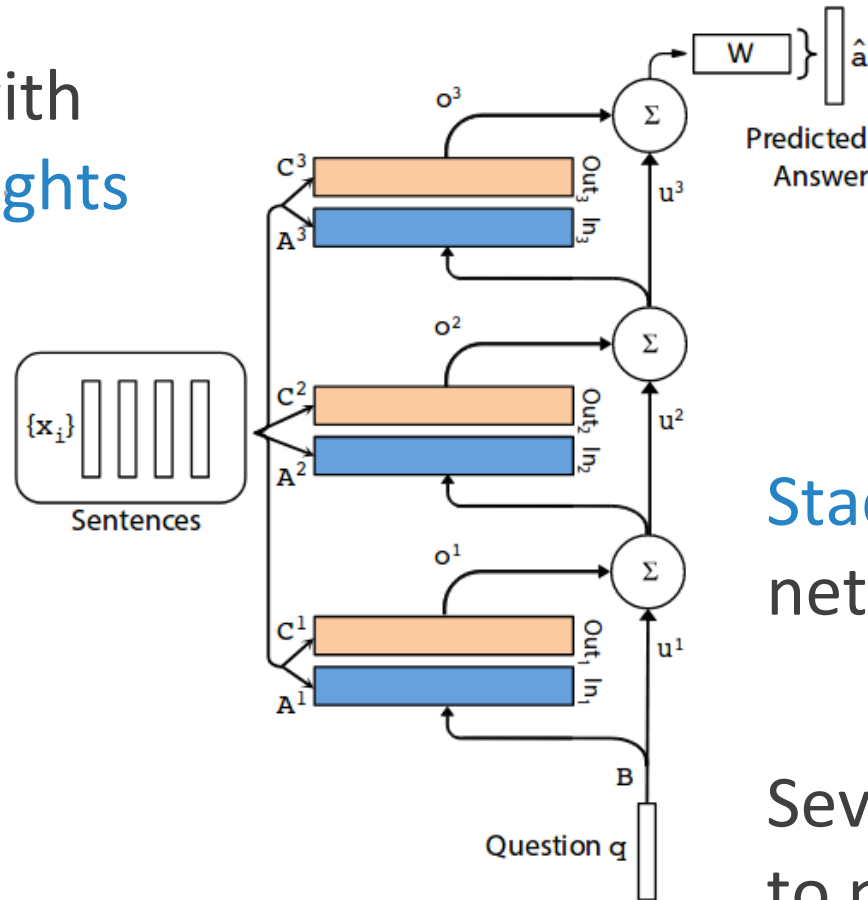 ith
ghts
W
â
Predicted
Answer
Σ
o³
C³
Out₃
A³
In₃
u³
Σ
o²
C²
Out₂
A²
In₂
u²
{xᵢ}
Sentences
Stac
net
Σ
o¹
C¹
Out₁
A¹
In₁
u¹
B
Question q
Sev